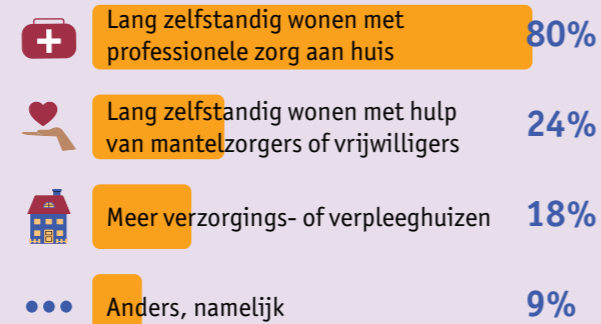 Lang zelfstandig wonen met
professionele zorg aan huis
80%
Lang zelfstandig wonen met hulp
van mantelzorgers of vrijwilligers
24%
Meer verzorgings- of verpleeghuizen 18%
Anders, namelijk 9%